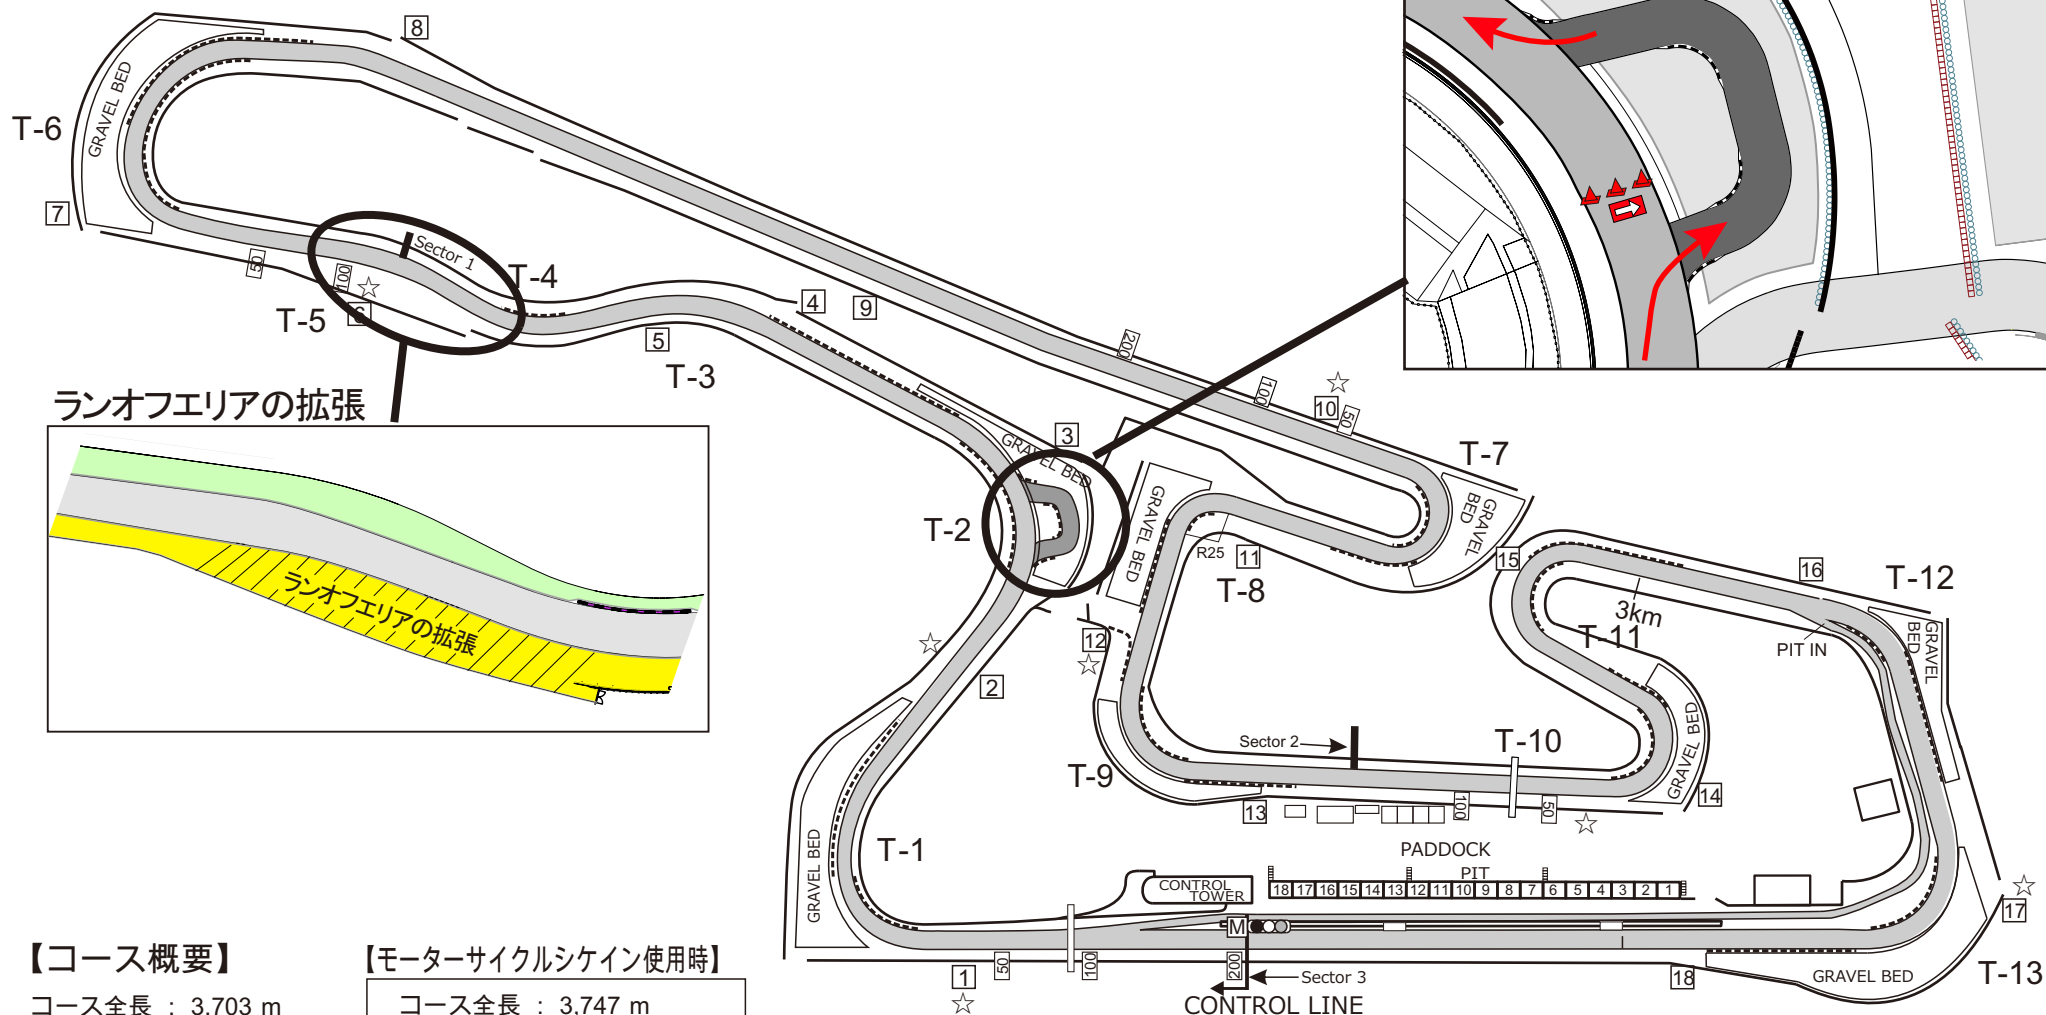 8
GRAVEL BED
T-6
7
50
100
Sector 1
T-4
T-5
6
4
9
5
T-3
200
100
10
50
ランオフエリアの拡張
ランオフエリアの拡張
3
GRAVEL BED
T-2
T-7
GRAVEL BED
GRAVEL BED
R25
11
T-8
12
15
16
T-12
3km
T-11
PIT IN
GRAVEL BED
2
Sector 2
T-10
T-9
GRAVEL BED
14
13
100
50
T-1
GRAVEL BED
PADDOCK
PIT
CONTROL TOWER
18 17 16 15 14 13 12 11 10 9 8 7 6 5 4 3 2 1
M
17
1
50
100
200
Sector 3
CONTROL LINE
18
GRAVEL BED
T-13
【コース概要】
コース全長 : 3,703 m
【モーターサイクルシケイン使用時】
コース全長 : 3,747 m